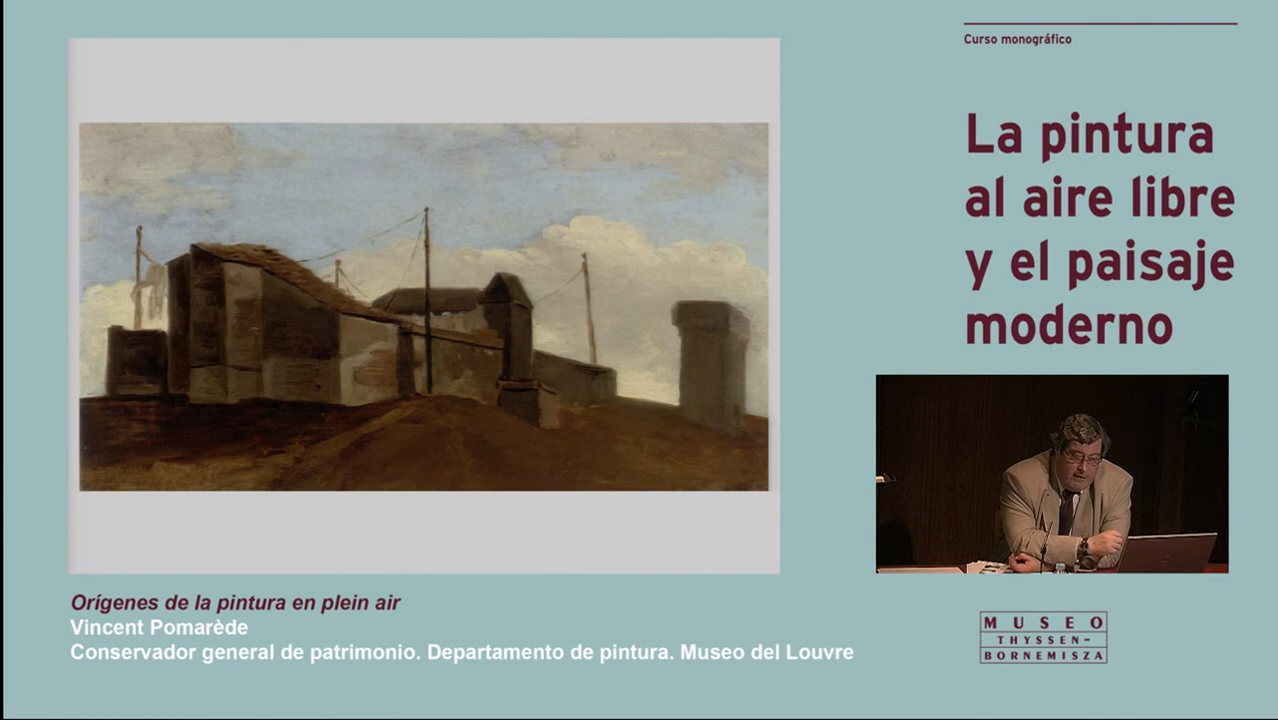 Curso monográfico
La pintura
al aire libre
y el paisaje
moderno
Orígenes de la pintura en plein air
Vincent Pomarède
Conservador general de patrimonio. Departamento de pintura. Museo del Louvre
MUSEO
THYSSEN-
BORNEMISZA